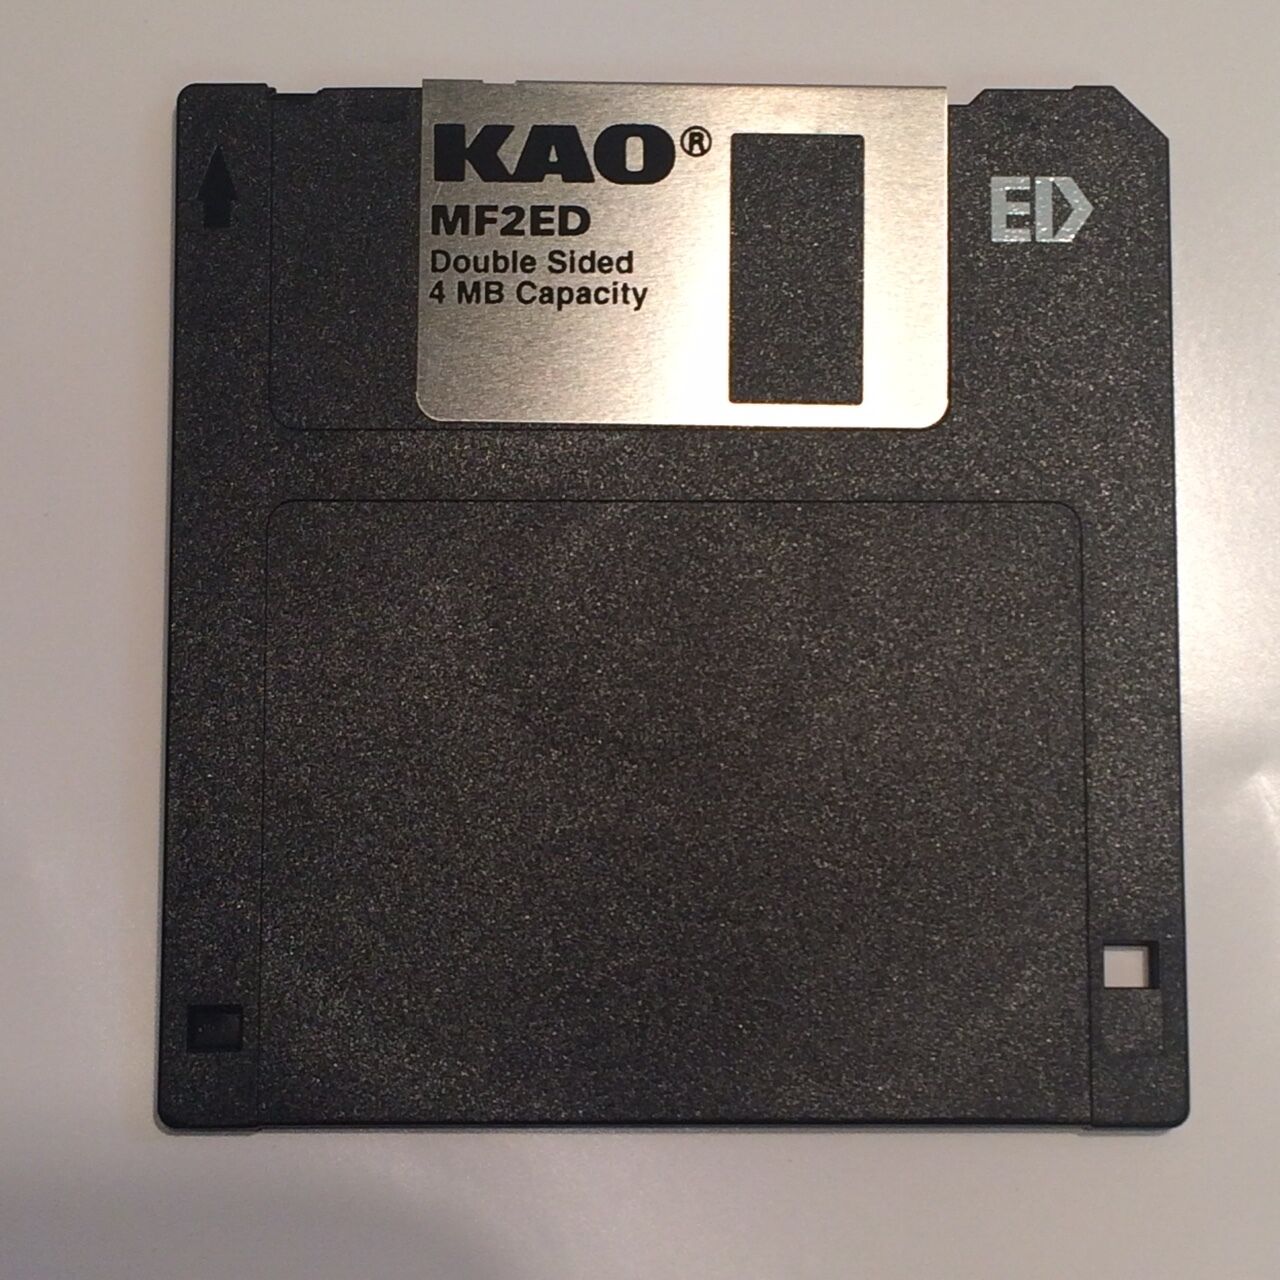 KAO®
MF2ED
Double Sided
4 MB Capacity
ED